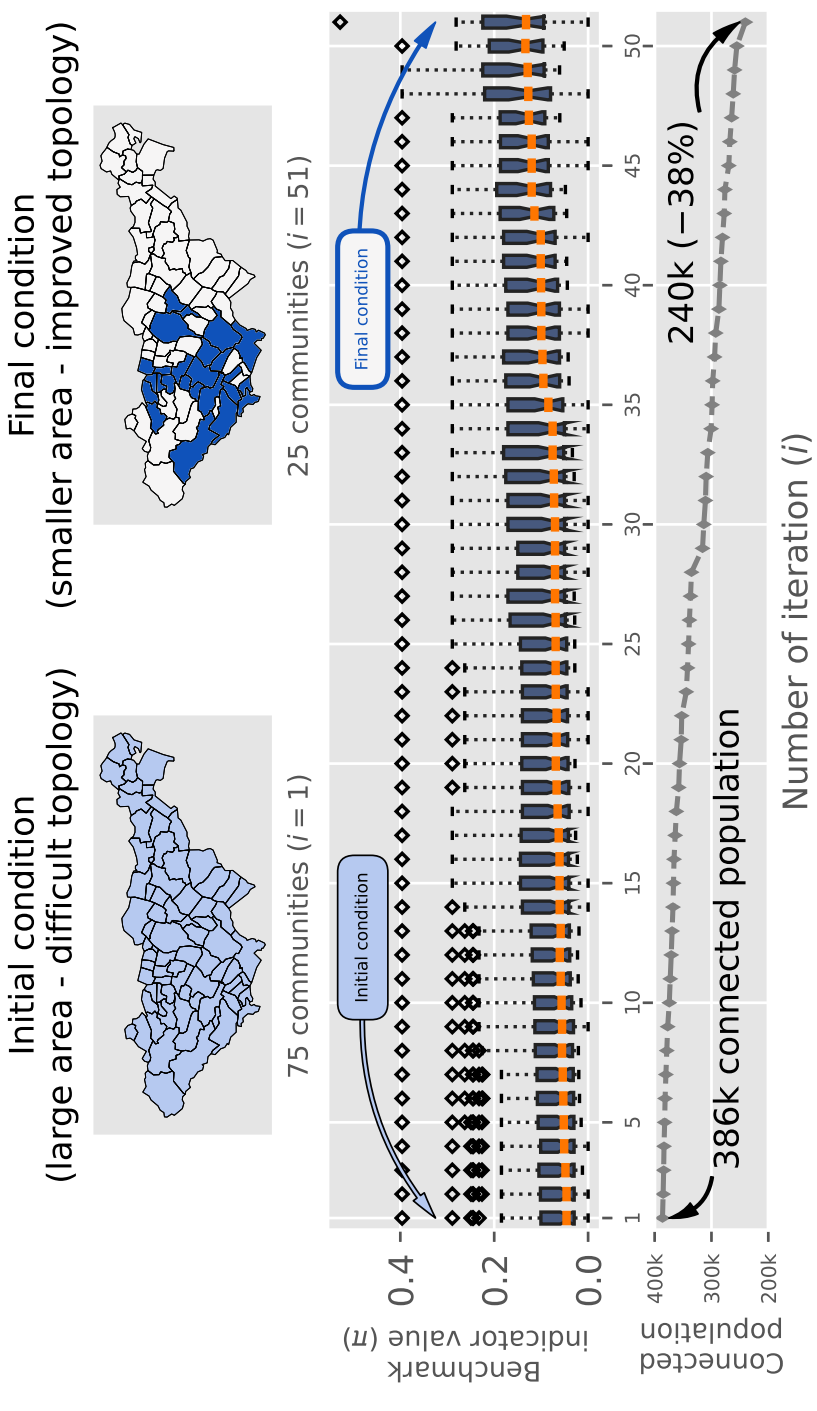 Initial condition
(large area - difficult topology)
75 communities (i = 1)
Final condition
(smaller area - improved topology)
25 communities (i = 51)
Benchmark
indicator value (π)
0.4
0.2
0.0
Initial condition
Final condition
Connected
population
400k
300k
200k
1
5
10
15
20
25
30
35
40
45
50
386k connected population
240k (−38%)
Number of iteration (i)